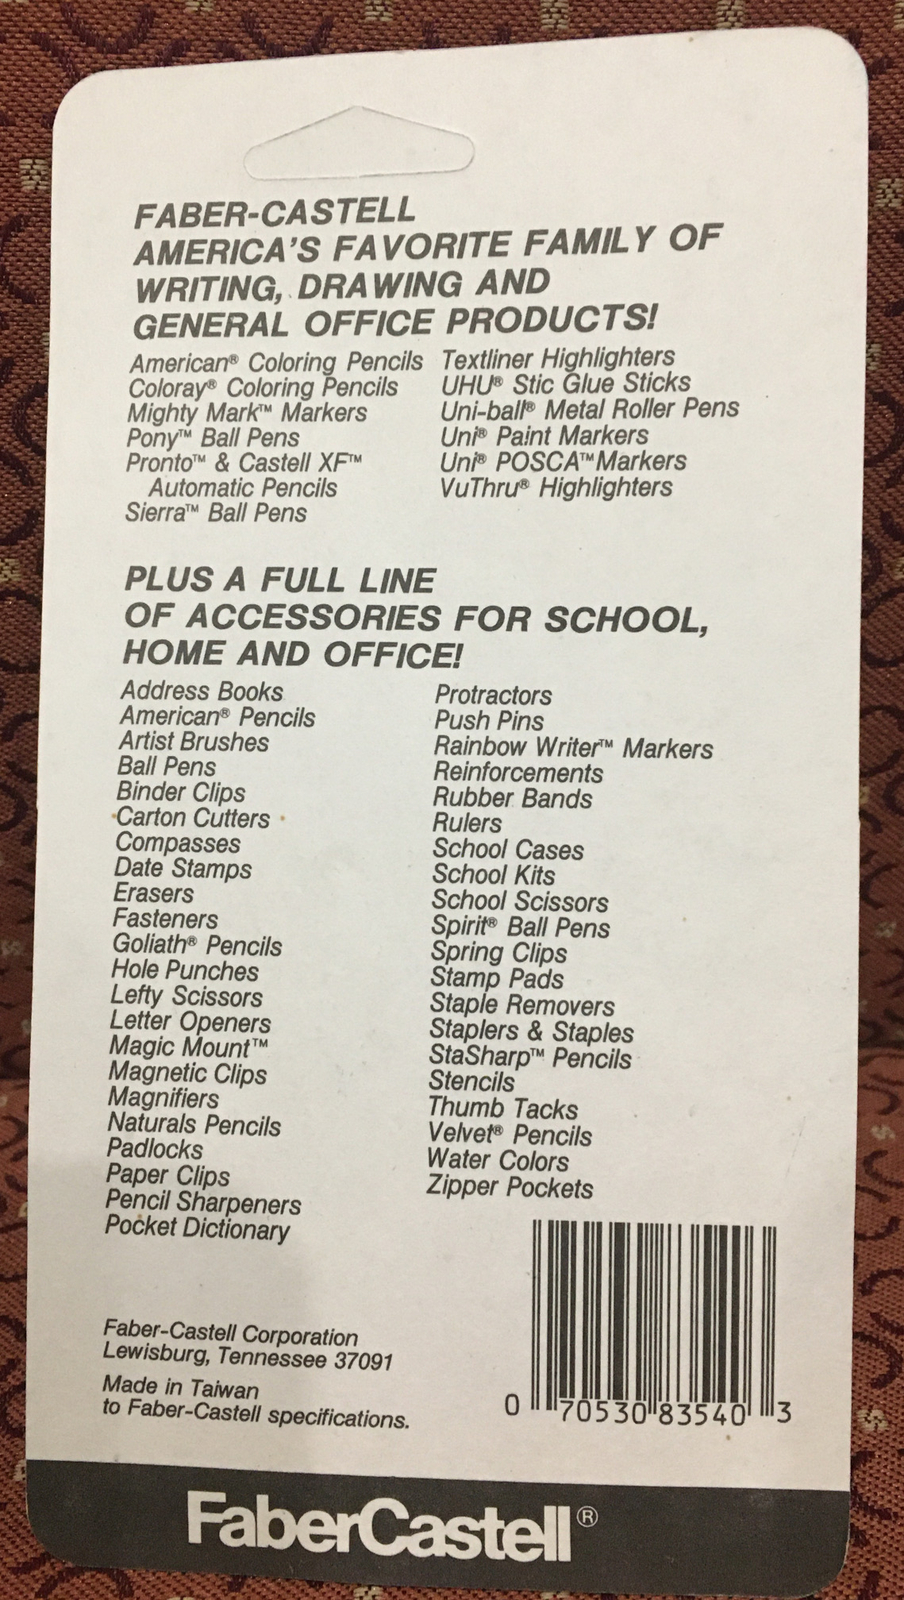 FABER-CASTELL
AMERICA'S FAVORITE FAMILY OF
WRITING, DRAWING AND
GENERAL OFFICE PRODUCTS!
American® Coloring Pencils
Coloray® Coloring Pencils
Mighty Mark™ Markers
Pony™ Ball Pens
Pronto™ & Castell XF™
Automatic Pencils
Sierra™ Ball Pens
Textliner Highlighters
UHU® Stic Glue Sticks
Uni-ball® Metal Roller Pens
Uni® Paint Markers
Uni® POSCA™ Markers
VuThru® Highlighters
PLUS A FULL LINE
OF ACCESSORIES FOR SCHOOL,
HOME AND OFFICE!
Address Books
American® Pencils
Artist Brushes
Ball Pens
Binder Clips
Carton Cutters
Compasses
Date Stamps
Erasers
Fasteners
Goliath® Pencils
Hole Punches
Lefty Scissors
Letter Openers
Magic Mount™
Magnetic Clips
Magnifiers
Naturals Pencils
Padlocks
Paper Clips
Pencil Sharpeners
Pocket Dictionary
Protractors
Push Pins
Rainbow Writer™ Markers
Reinforcements
Rubber Bands
Rulers
School Cases
School Kits
School Scissors
Spirit® Ball Pens
Spring Clips
Stamp Pads
Staple Removers
Staplers & Staples
StaSharp™ Pencils
Stencils
Thumb Tacks
Velvet® Pencils
Water Colors
Zipper Pockets
Faber-Castell Corporation
Lewisburg, Tennessee 37091
Made in Taiwan
to Faber-Castell specifications.
0 70530 83540 3
FaberCastell®